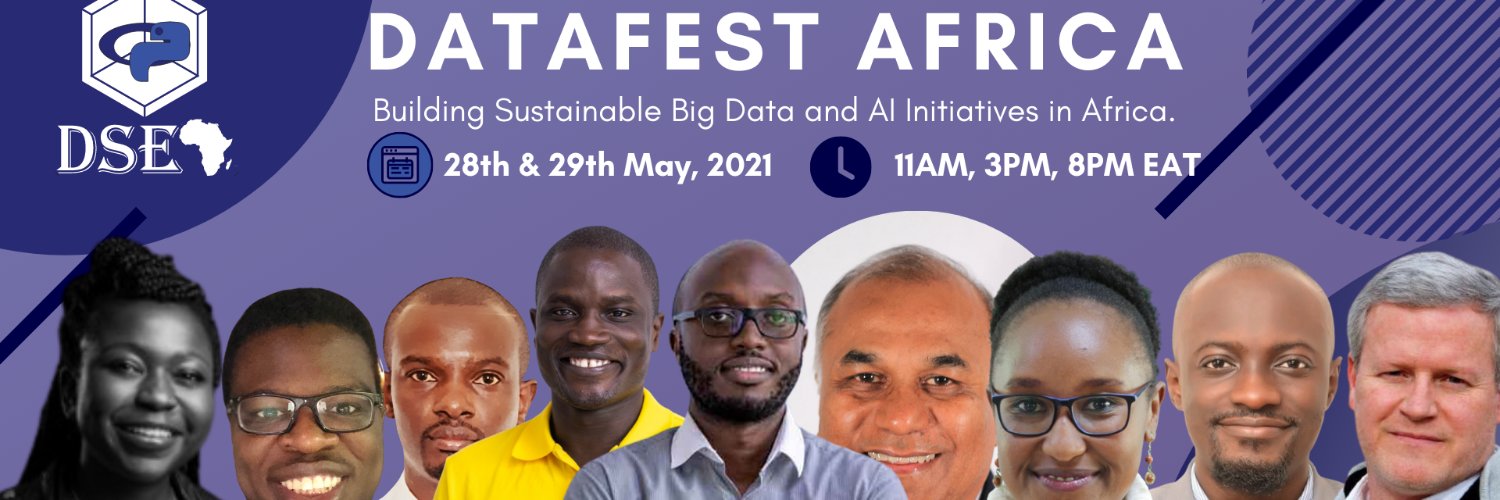 DATAFEST AFRICA
Building Sustainable Big Data and AI Initiatives in Africa.
DSE
28th & 29th May, 2021
11AM, 3PM, 8PM EAT